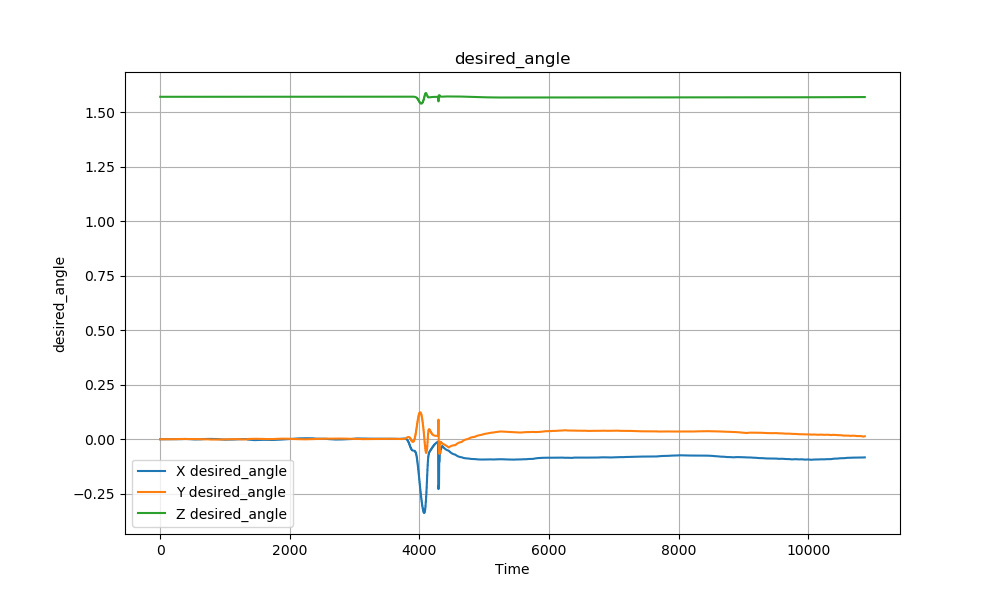 desired_angle
desired_angle
1.50
1.25
1.00
0.75
0.50
0.25
0.00
−0.25
X desired_angle
Y desired_angle
Z desired_angle
0 2000 4000 6000 8000 10000
Time